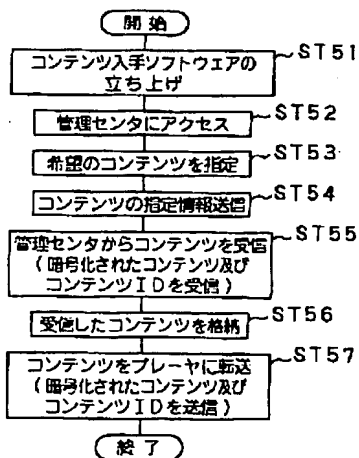 開始
コンテンツ入手ソフトウェアの
立ち上げ
ST51
管理センタにアクセス
ST52
希望のコンテンツを指定
ST53
コンテンツの指定情報送信
ST54
管理センタからコンテンツを受信
(暗号化されたコンテンツ及び
コンテンツIDを受信)
ST55
受信したコンテンツを格納
ST56
コンテンツをプレーヤに転送
(暗号化されたコンテンツ及び
コンテンツIDを送信)
ST57
終了